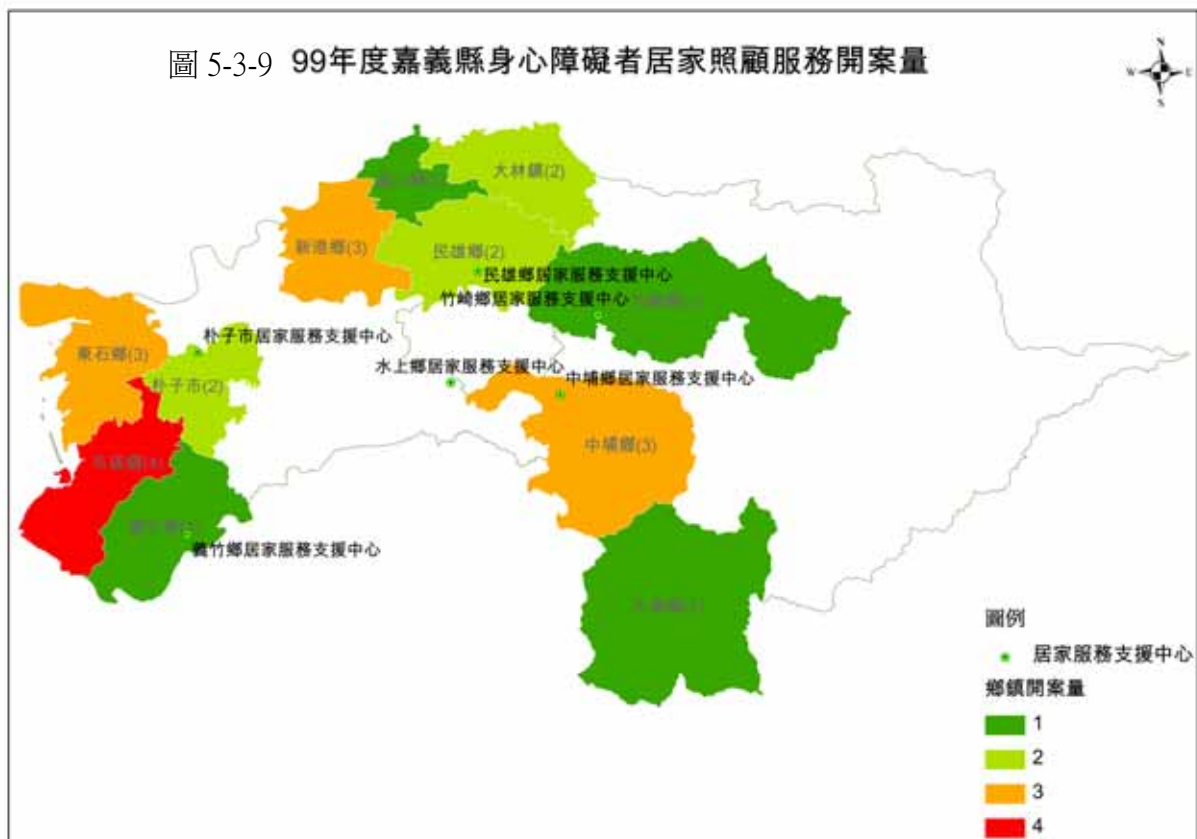 圖 5-3-9 99年度嘉義縣身心障礙者居家照顧服務開案量
N
W E
S
大林鎮(2)
新港鄉(3)
民雄鄉(2)
民雄鄉居家服務支援中心
竹崎鄉居家服務支援中心
朴子市居家服務支援中心
東石鄉(3)
水上鄉居家服務支援中心
中埔鄉居家服務支援中心
朴子市(2)
中埔鄉(3)
義竹鄉居家服務支援中心
圖例
居家服務支援中心
鄉鎮開案量
1
2
3
4